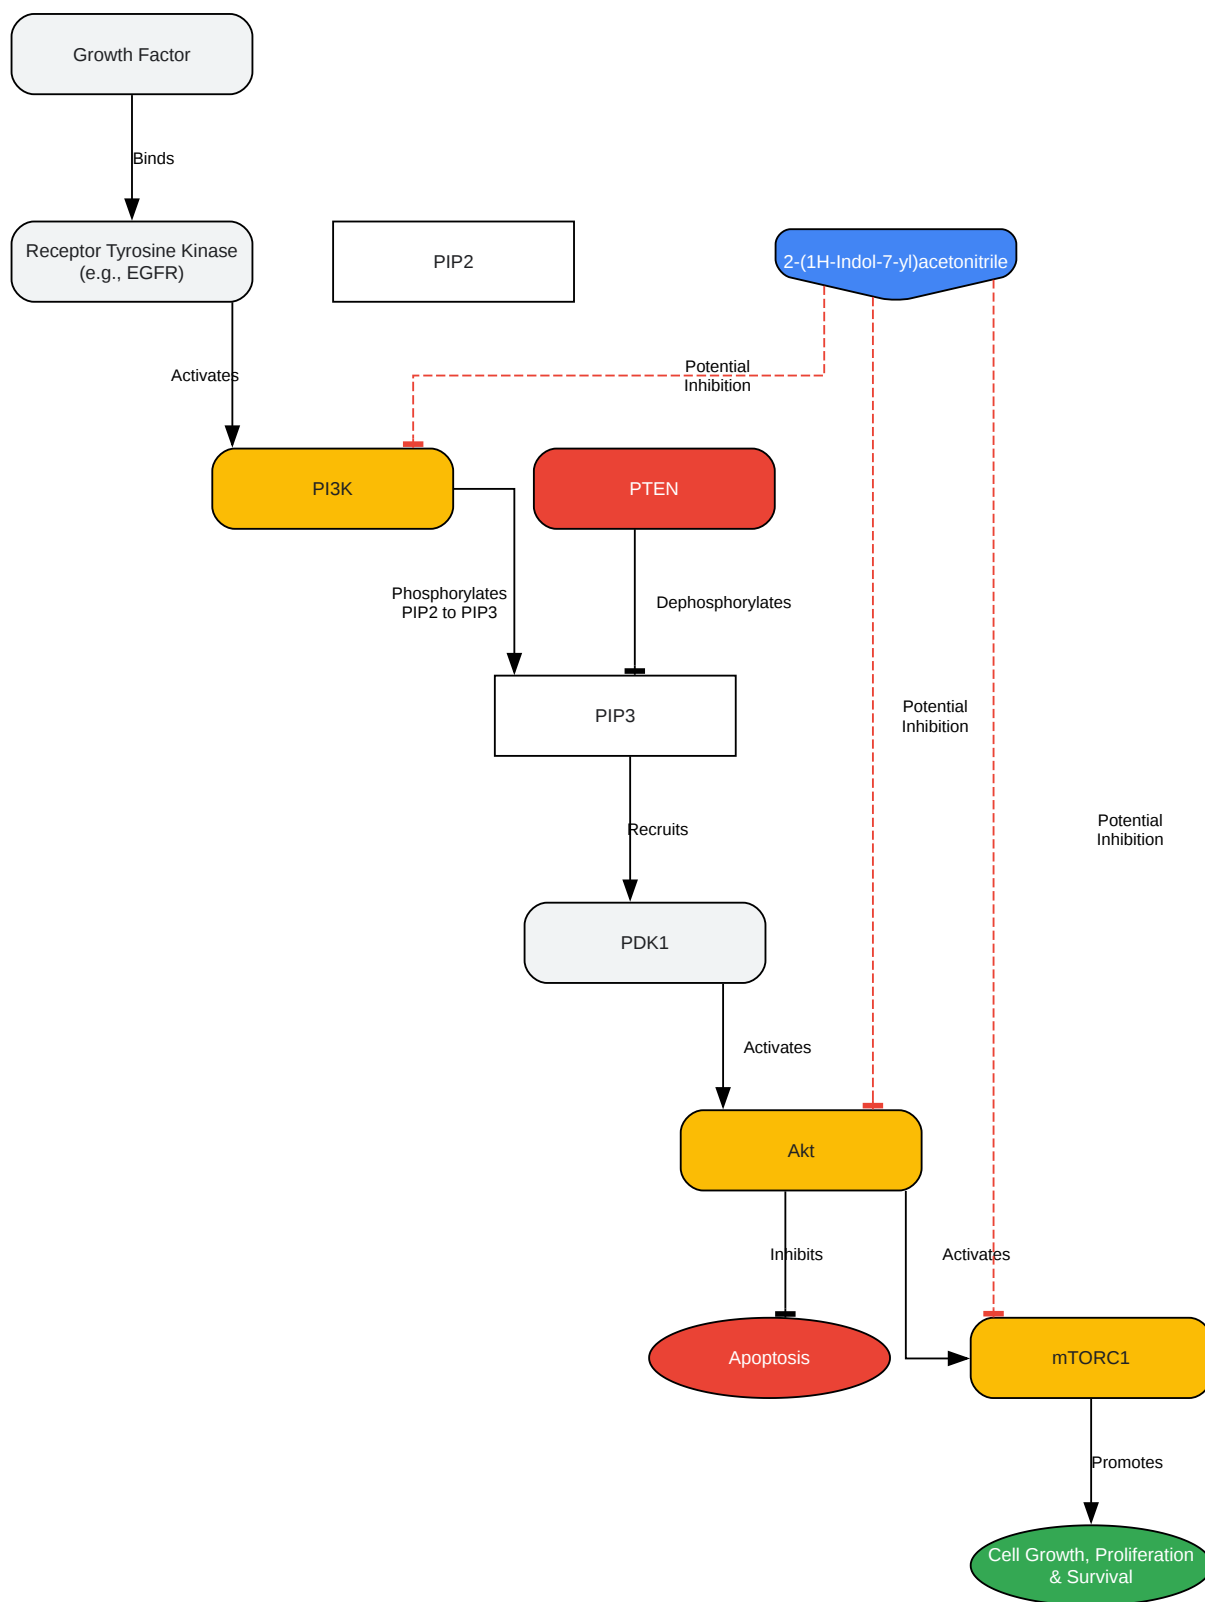 Growth Factor
Binds
Receptor Tyrosine Kinase
(e.g., EGFR)
PIP2
2-(1H-Indol-7-yl)acetonitrile
Activates
Potential
Inhibition
PI3K
PTEN
Phosphorylates
PIP2 to PIP3
Dephosphorylates
PIP3
Potential
Inhibition
Recruits
Potential
Inhibition
PDK1
Activates
Akt
Inhibits
Activates
Apoptosis
mTORC1
Promotes
Cell Growth, Proliferation
& Survival